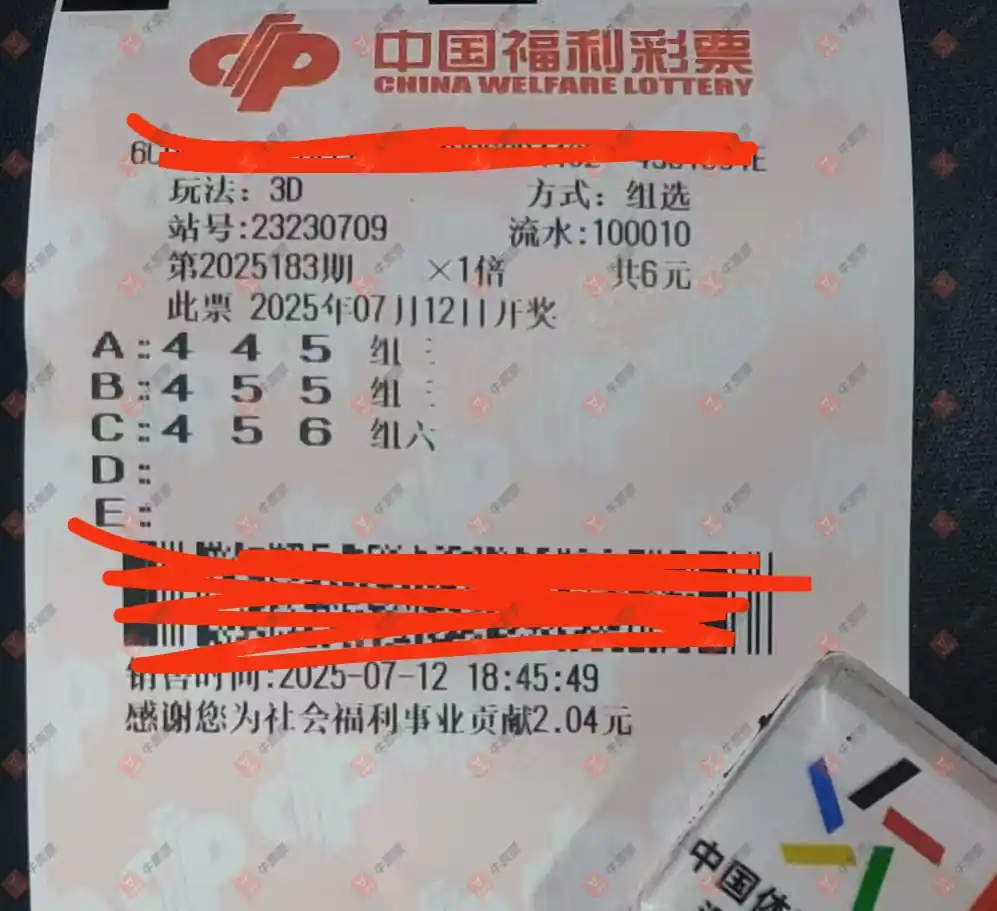 中国福利彩票
CHINA WELFARE LOTTERY
玩法：3D 方式：组选
站号:23230709 流水:100010
第2025183期 ×1倍 共6元
此票 2025年07月12日开奖
A:4 4 5 组三
B:4 5 5 组三
C:4 5 6 组六
D:
E:
销售时间:2025-07-12 18:45:49
感谢您为社会福利事业贡献2.04元
中国体